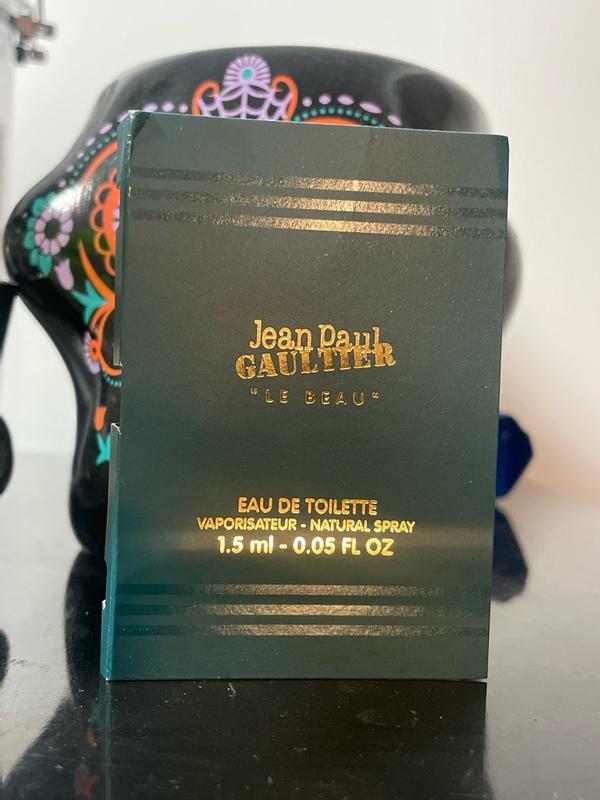 Jean Paul
GAULTIER
"LE BEAU"
EAU DE TOILETTE
VAPORISATEUR - NATURAL SPRAY
1.5 ml - 0.05 FL OZ